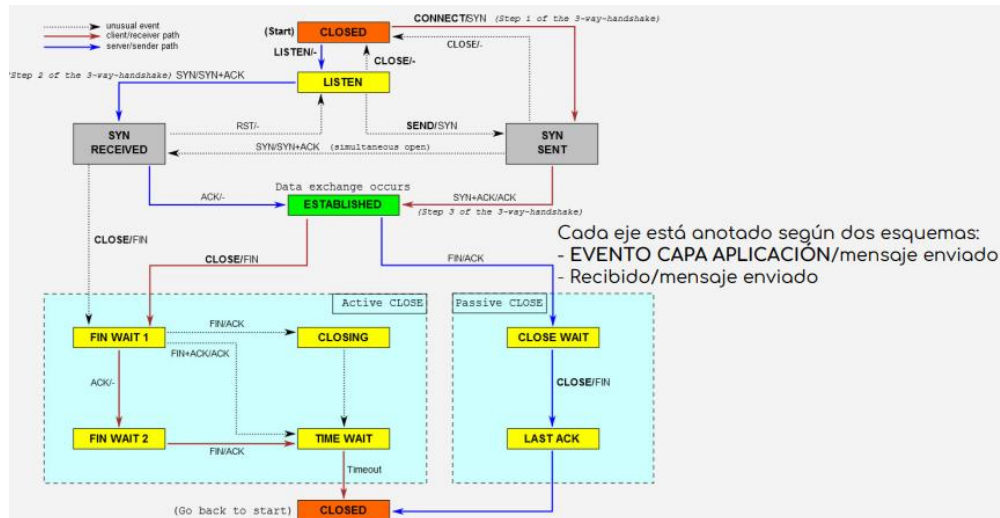 unusual event
client/receiver path
server/sender path
(Start) CLOSED
CONNECT/SYN (Step 1 of the 3-way-handshake)
CLOSE/-
LISTEN/-
CLOSE/-
LISTEN
(Step 2 of the 3-way-handshake) SYN/SYN+ACK
SYN
RECEIVED
RST/-
SEND/SYN
SYN
SENT
SYN/SYN+ACK (simultaneous open)
Data exchange occurs
ACK/-
ESTABLISHED
SYN+ACK/ACK
(Step 3 of the 3-way-handshake)
Cada eje está anotado según dos esquemas:
- EVENTO CAPA APLICACIÓN/mensaje enviado
- Recibido/mensaje enviado
CLOSE/FIN
CLOSE/FIN
FIN/ACK
Active CLOSE
Passive CLOSE
FIN WAIT 1
FIN/ACK
CLOSING
CLOSE WAIT
FIN+ACK/ACK
ACK/-
CLOSE/FIN
FIN WAIT 2
FIN/ACK
TIME WAIT
LAST ACK
Timeout
(Go back to start) CLOSED